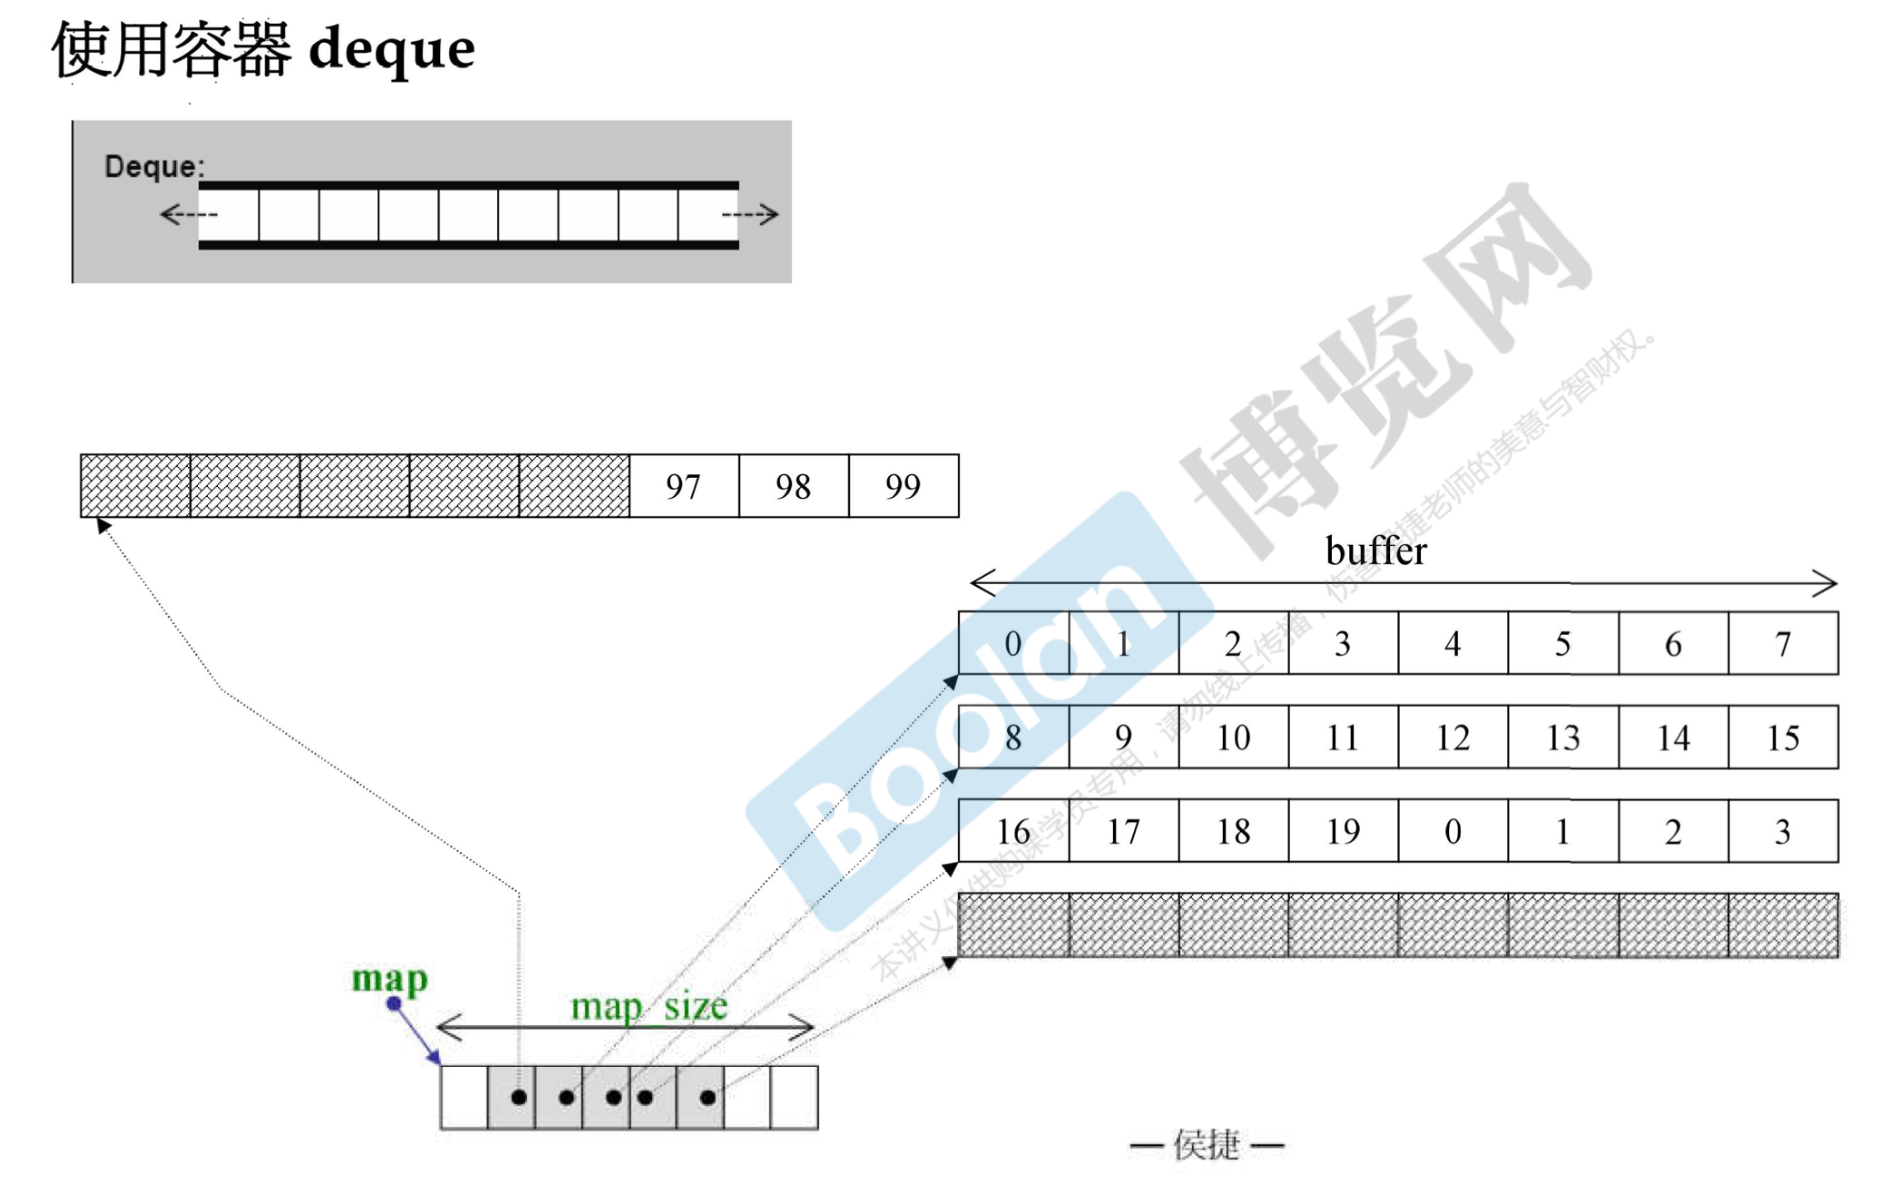 使用容器 deque
Deque:
97 98 99
buffer
0 1 2 3 4 5 6 7
8 9 10 11 12 13 14 15
16 17 18 19 0 1 2 3
map
map_size
— 侯捷 —
博览网
Boolan
本讲义仅供购课学员专用，请勿线上传播，伤害侯捷老师的美意与智财权。